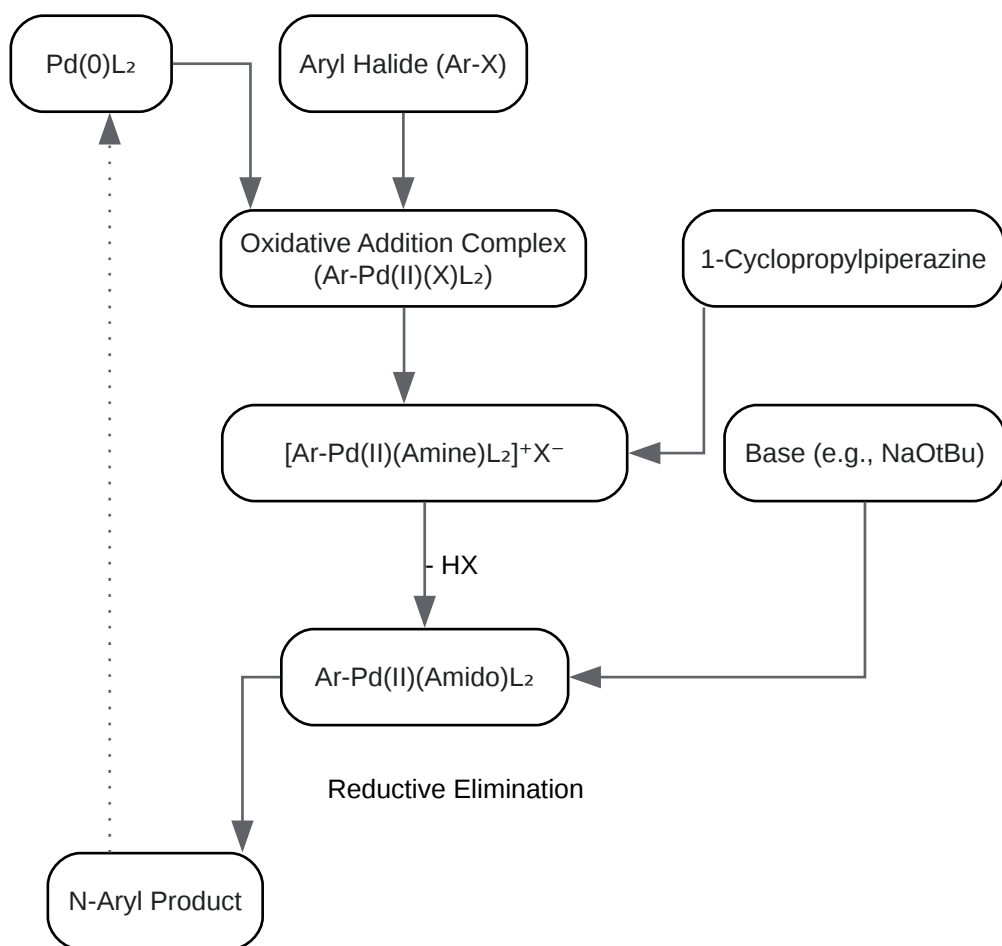 Pd(0)L₂
Aryl Halide (Ar-X)
Oxidative Addition Complex
(Ar-Pd(II)(X)L₂)
1-Cyclopropylpiperazine
[Ar-Pd(II)(Amine)L₂]⁺X⁻
Base (e.g., NaOtBu)
- HX
Ar-Pd(II)(Amido)L₂
Reductive Elimination
N-Aryl Product